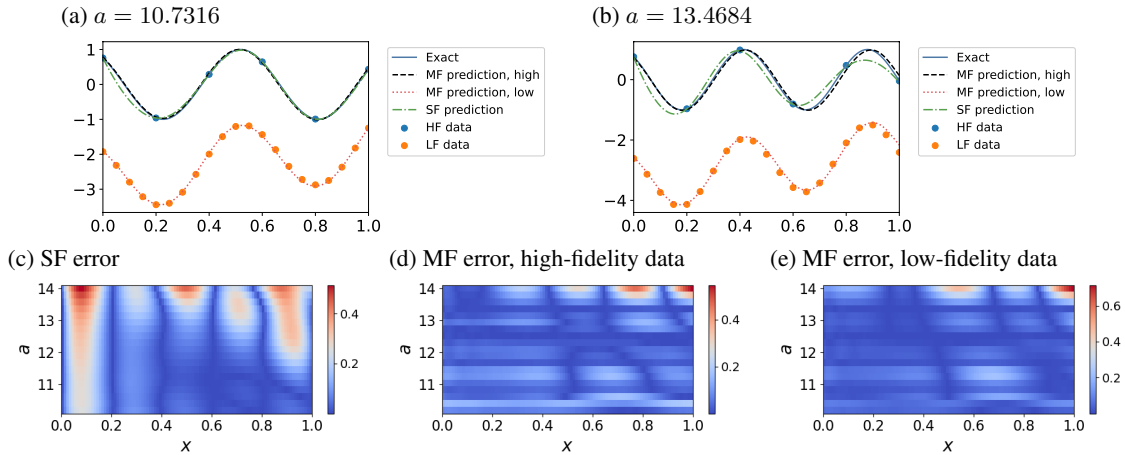 (a) a = 10.7316
1
0
−1
−2
−3
0.0 0.2 0.4 0.6 0.8 1.0
Exact
MF prediction, high
MF prediction, low
SF prediction
HF data
LF data
(b) a = 13.4684
0
−2
−4
0.0 0.2 0.4 0.6 0.8 1.0
Exact
MF prediction, high
MF prediction, low
SF prediction
HF data
LF data
(c) SF error
14
13
12
11
a
0.0 0.2 0.4 0.6 0.8 1.0
x
0.4
0.2
(d) MF error, high-fidelity data
14
13
12
11
a
0.0 0.2 0.4 0.6 0.8 1.0
x
0.4
0.2
(e) MF error, low-fidelity data
14
13
12
11
a
0.0 0.2 0.4 0.6 0.8 1.0
x
0.6
0.4
0.2